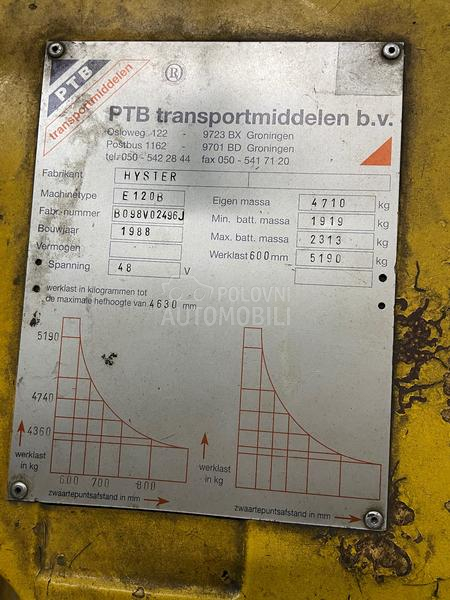 PTB
transportmiddelen
®
PTB transportmiddelen b.v.
Osloweg 122 - 9723 BX Groningen
Postbus 1162 - 9701 BD Groningen
tel. 050 - 542 28 44 fax 050 - 541 71 20
Fabrikant HYSTER
Machinetype E120B
Fabr. nummer B098V02496J
Bouwjaar 1988
Vermogen
Spanning 48 V
Eigen massa 4710 kg
Min. batt. massa 1919 kg
Max. batt. massa 2313 kg
Werklast 600 mm 5190 kg
werklast in kilogrammen tot
de maximale hefhoogte van 4630 mm
POLOVNI
AUTOMOBILI
5190
4740
4360
werklast
in kg
600 700 800
zwaartepuntsafstand in mm
werklast
in kg
zwaartepuntsafstand in mm